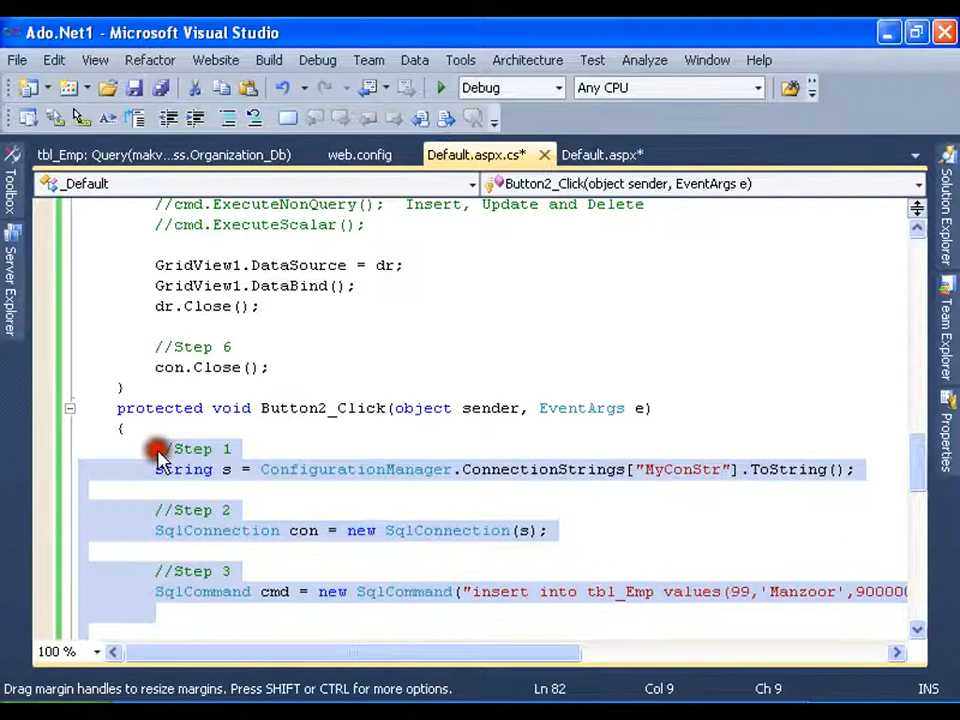 Ado.Net1 - Microsoft Visual Studio
File Edit View Refactor Website Build Debug Team Data Tools Architecture Test Analyze Window Help
Debug Any CPU
tbl_Emp: Query(makv...ss.Organization_Db) web.config Default.aspx.cs* Default.aspx*
_Default Button2_Click(object sender, EventArgs e)
Toolbox
Server Explorer
//cmd.ExecuteNonQuery(); Insert, Update and Delete
//cmd.ExecuteScalar();
GridView1.DataSource = dr;
GridView1.DataBind();
dr.Close();
//Step 6
con.Close();
}
protected void Button2_Click(object sender, EventArgs e)
{
//Step 1
string s = ConfigurationManager.ConnectionStrings["MyConStr"].ToString();
//Step 2
SqlConnection con = new SqlConnection(s);
//Step 3
SqlCommand cmd = new SqlCommand("insert into tbl_Emp values(99,'Manzoor',900000
Solution Explorer
Team Explorer
Properties
100 %
Drag margin handles to resize margins. Press SHIFT or CTRL for more options. Ln 82 Col 9 Ch 9 INS